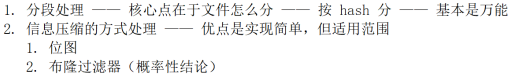 1. 分段处理 —— 核心点在于文件怎么分 —— 按 hash 分 —— 基本是万能
2. 信息压缩的方式处理 —— 优点是实现简单，但适用范围
1. 位图
2. 布隆过滤器（概率性结论）